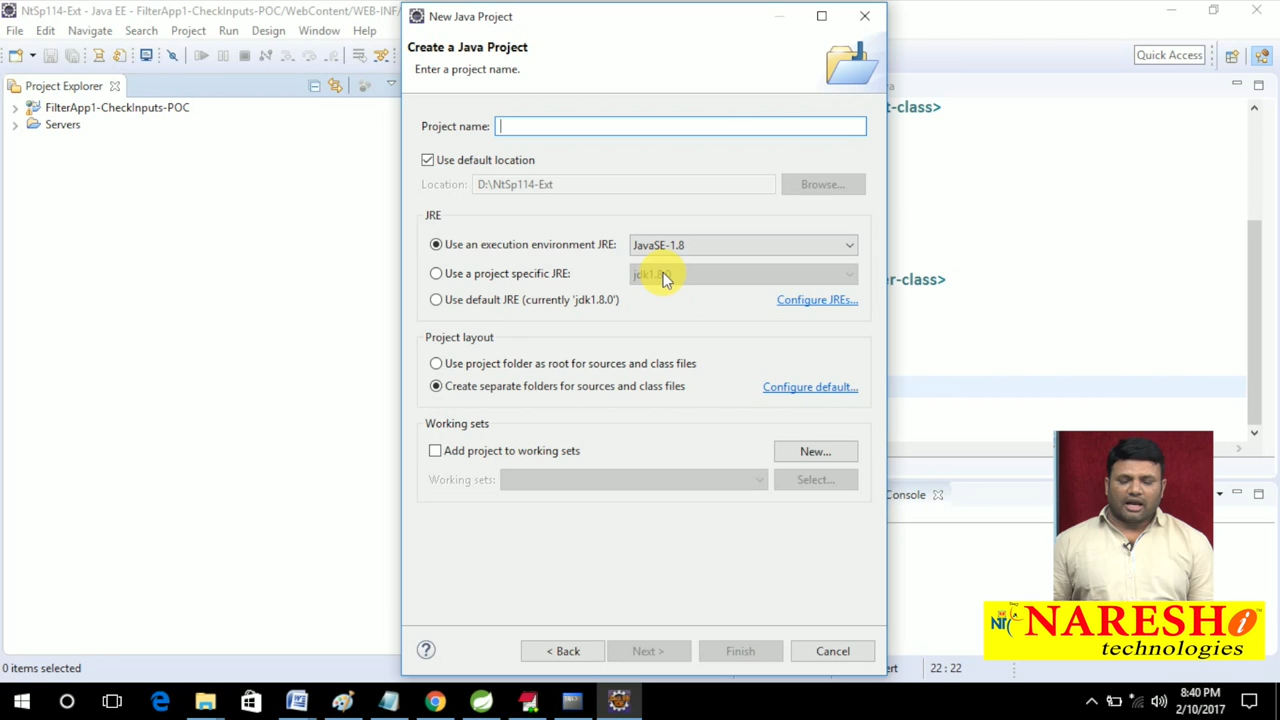 NtSp114-Ext - Java EE - FilterApp1-CheckInputs-POC/WebContent/WEB-INF/
New Java Project
File Edit Navigate Search Project Run Design Window
Create a Java Project
Enter a project name.
Quick Access
Project Explorer
FilterApp1-CheckInputs-POC
Servers
t-class>
Project name:
Use default location
Location: D:\NtSp114-Ext Browse...
JRE
Use an execution environment JRE: JavaSE-1.8
Use a project specific JRE: jdk1.8.0
er-class>
Use default JRE (currently 'jdk1.8.0') Configure JREs...
Project layout
Use project folder as root for sources and class files
Create separate folders for sources and class files Configure default...
Working sets
Add project to working sets New...
Working sets: Select...
Console
NT
NARESH i
technologies
< Back Next > Finish Cancel
0 items selected
ert 22 : 22
8:40 PM
2/10/2017